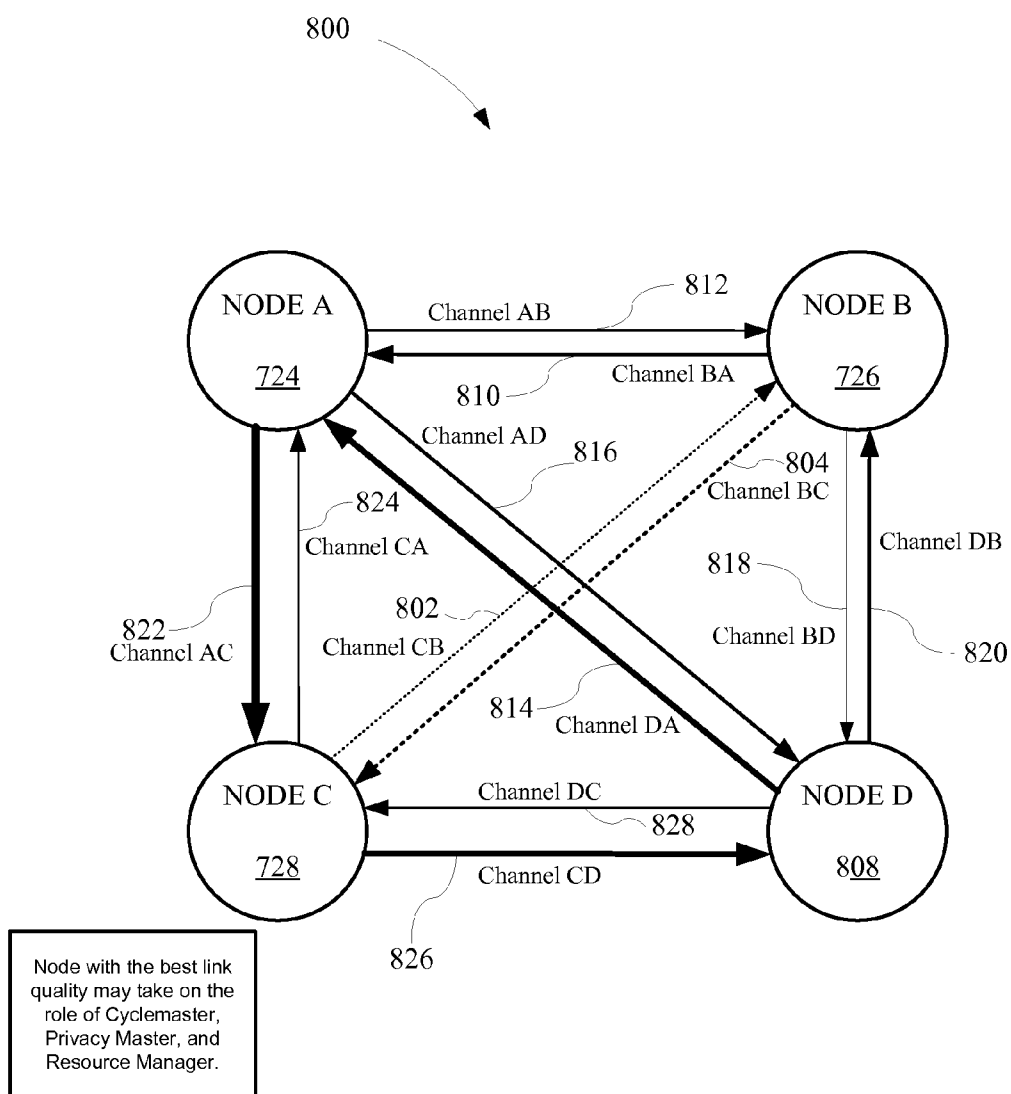 800
NODE A
724
NODE B
726
Channel AB
812
810
Channel BA
Channel AD
816
804
Channel BC
824
Channel CA
Channel DB
818
802
822
Channel AC
Channel CB
Channel BD
820
814
Channel DA
NODE C
728
NODE D
808
Channel DC
828
Channel CD
826
Node with the best link
quality may take on the
role of Cyclemaster,
Privacy Master, and
Resource Manager.